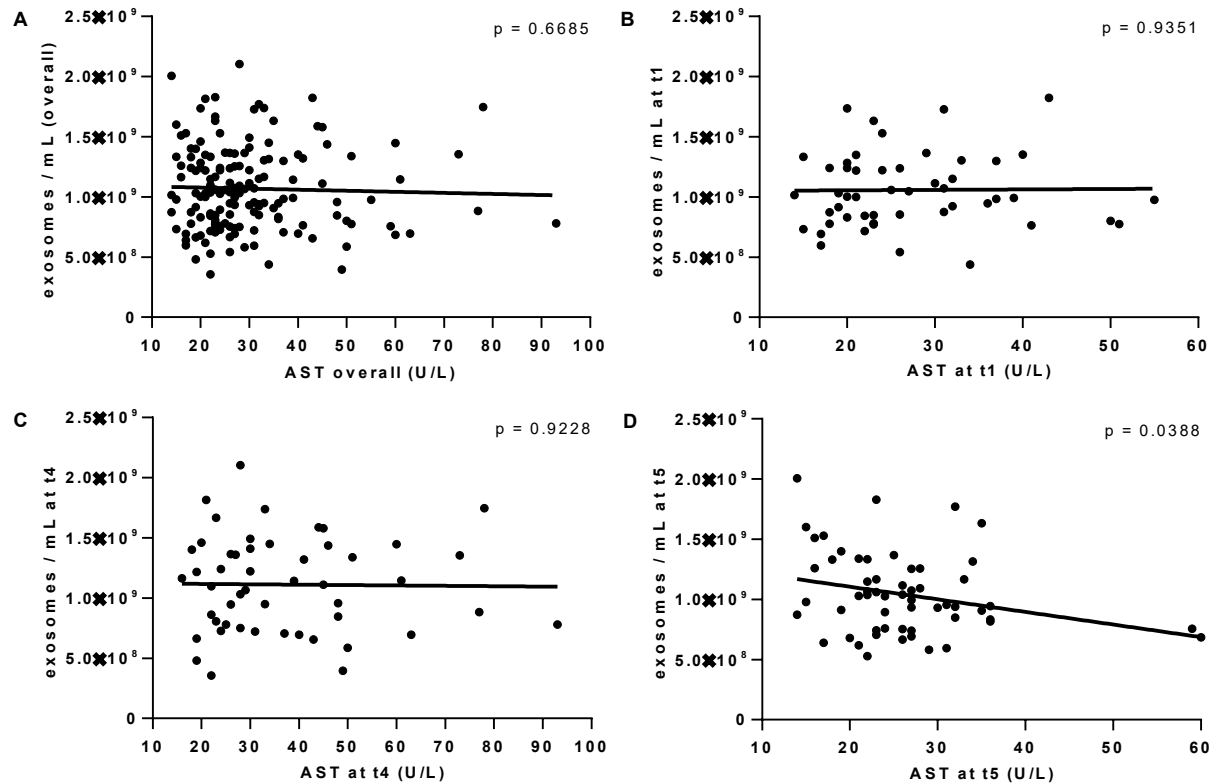 A
p = 0.6685
exosomes / mL (overall)
2.5✖10⁹
2.0✖10⁹
1.5✖10⁹
1.0✖10⁹
5.0✖10⁸
0
10 20 30 40 50 60 70 80 90 100
AST overall (U/L)
B
p = 0.9351
exosomes / mL at t1
2.5✖10⁹
2.0✖10⁹
1.5✖10⁹
1.0✖10⁹
5.0✖10⁸
0
10 20 30 40 50 60
AST at t1 (U/L)
C
p = 0.9228
exosomes / mL at t4
2.5✖10⁹
2.0✖10⁹
1.5✖10⁹
1.0✖10⁹
5.0✖10⁸
0
10 20 30 40 50 60 70 80 90 100
AST at t4 (U/L)
D
p = 0.0388
exosomes / mL at t5
2.5✖10⁹
2.0✖10⁹
1.5✖10⁹
1.0✖10⁹
5.0✖10⁸
0
10 20 30 40 50 60
AST at t5 (U/L)